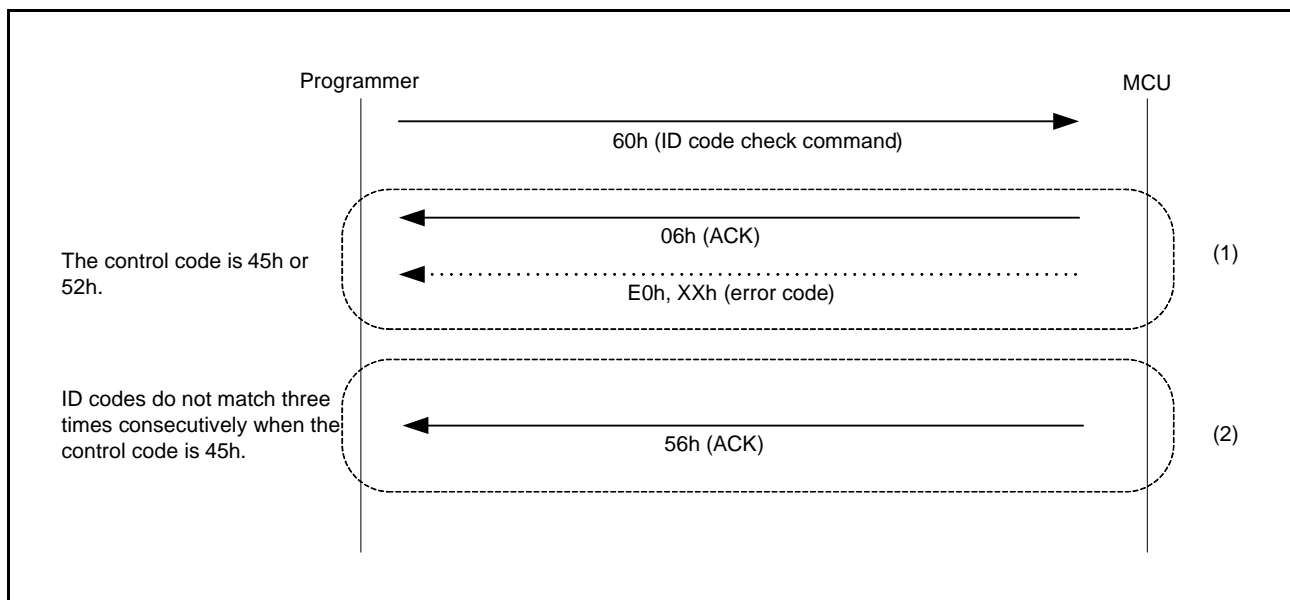 Programmer
MCU
60h (ID code check command)
06h (ACK)
The control code is 45h or
52h.
(1)
E0h, XXh (error code)
ID codes do not match three
times consecutively when the
control code is 45h.
56h (ACK)
(2)